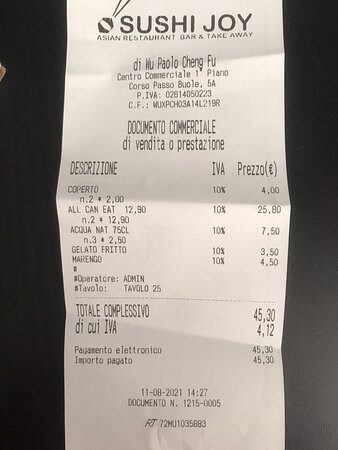 SUSHI JOY
ASIAN RESTAURANT BAR & TAKE AWAY
di Wu Paolo Cheng Fu
Centro Commerciale 1° Piano
Corso Passo Buole, 5A
P.IVA: 02614050223
C.F.: WUXPCH03A14L219R
DOCUMENTO COMMERCIALE
di vendita o prestazione
DESCRIZIONE IVA Prezzo(€)
COPERTO 10% 4,00
n.2 * 2,00
ALL CAN EAT 12,90 10% 25,80
n.2 * 12,90
ACQUA NAT 75CL 10% 7,50
n.3 * 2,50
GELATO FRITTO 10% 3,50
MARENGO 10% 4,50
#
#Operatore: ADMIN
#Tavolo: TAVOLO 25
TOTALE COMPLESSIVO 45,30
di cui IVA 4,12
Pagamento elettronico 45,30
Importo pagato 45,30
11-08-2021 14:27
DOCUMENTO N. 1215-0005
RT 72MU1035883